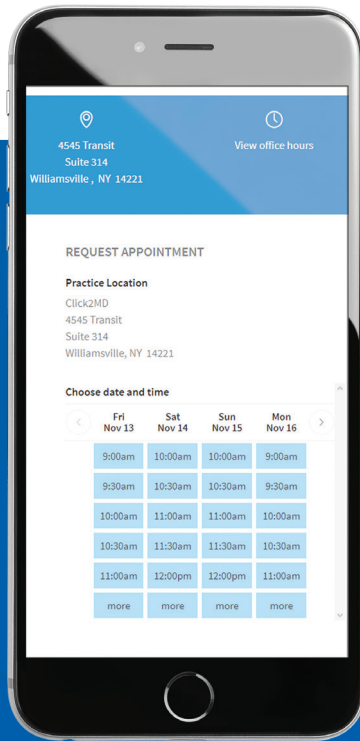 4545 Transit
Suite 314
Williamsville , NY 14221
View office hours
REQUEST APPOINTMENT
Practice Location
Click2MD
4545 Transit
Suite 314
Williamsville, NY 14221
Choose date and time
Fri Sat Sun Mon
Nov 13 Nov 14 Nov 15 Nov 16
9:00am 10:00am 10:00am 9:00am
9:30am 10:30am 10:30am 9:30am
10:00am 11:00am 11:00am 10:00am
10:30am 11:30am 11:30am 10:30am
11:00am 12:00pm 12:00pm 11:00am
more more more more